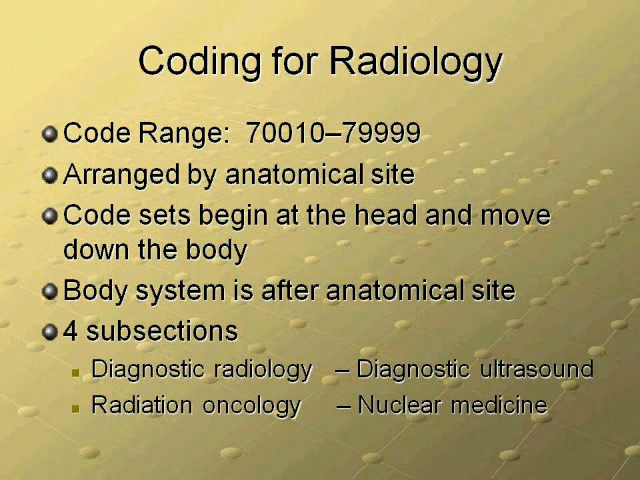 Coding for Radiology
Code Range:  70010–79999
Arranged by anatomical site
Code sets begin at the head and move
down the body
Body system is after anatomical site
4 subsections
Diagnostic radiology   – Diagnostic ultrasound
Radiation oncology     – Nuclear medicine